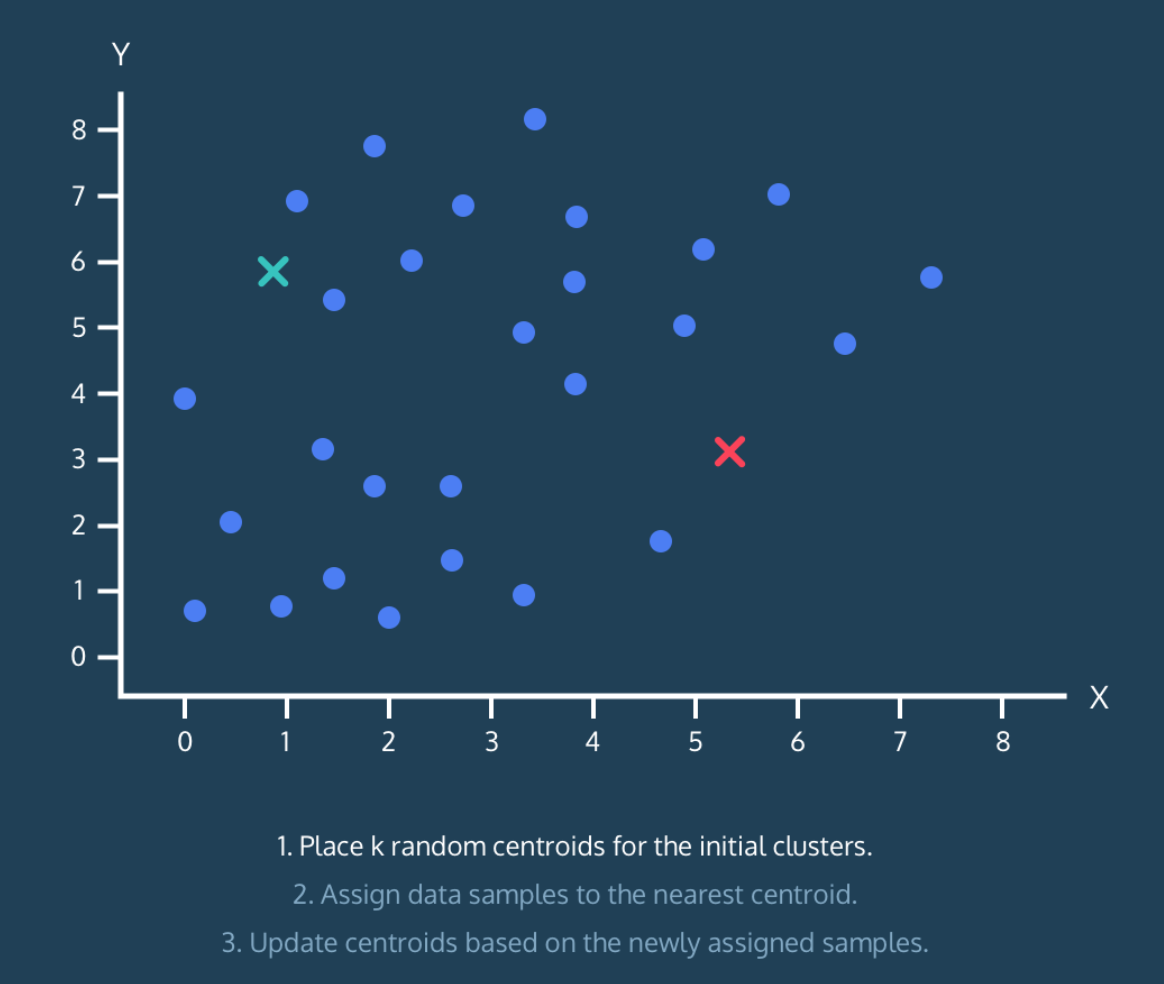 Y
8
7
6
5
4
3
2
1
0
X
0 1 2 3 4 5 6 7 8
1. Place k random centroids for the initial clusters.
2. Assign data samples to the nearest centroid.
3. Update centroids based on the newly assigned samples.